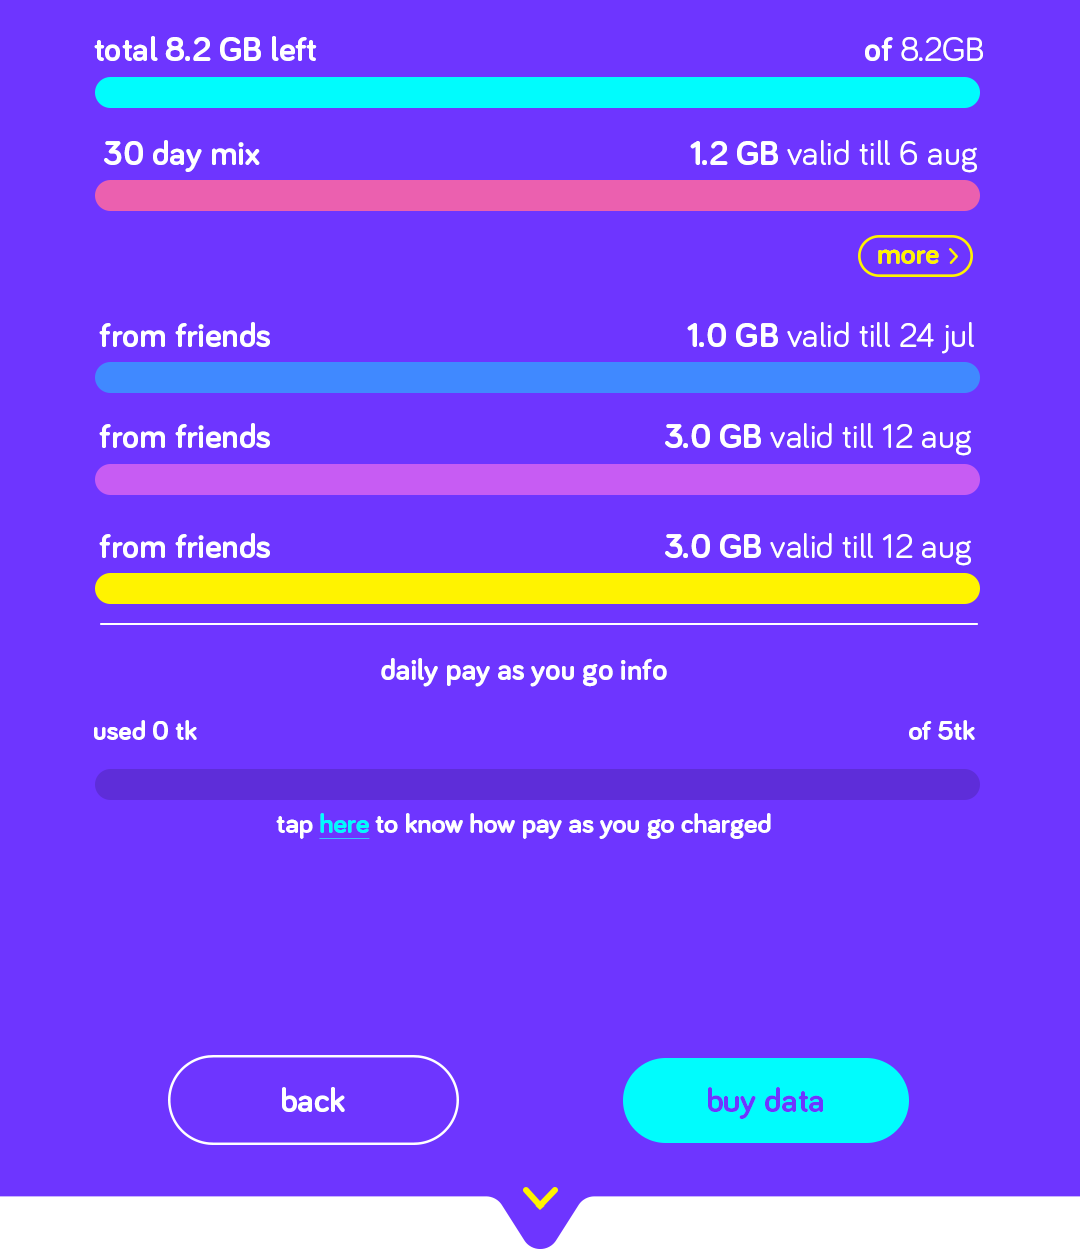 total 8.2 GB left of 8.2GB
30 day mix 1.2 GB valid till 6 aug
more
from friends 1.0 GB valid till 24 jul
from friends 3.0 GB valid till 12 aug
from friends 3.0 GB valid till 12 aug
daily pay as you go info
used 0 tk of 5tk
tap here to know how pay as you go charged
back buy data